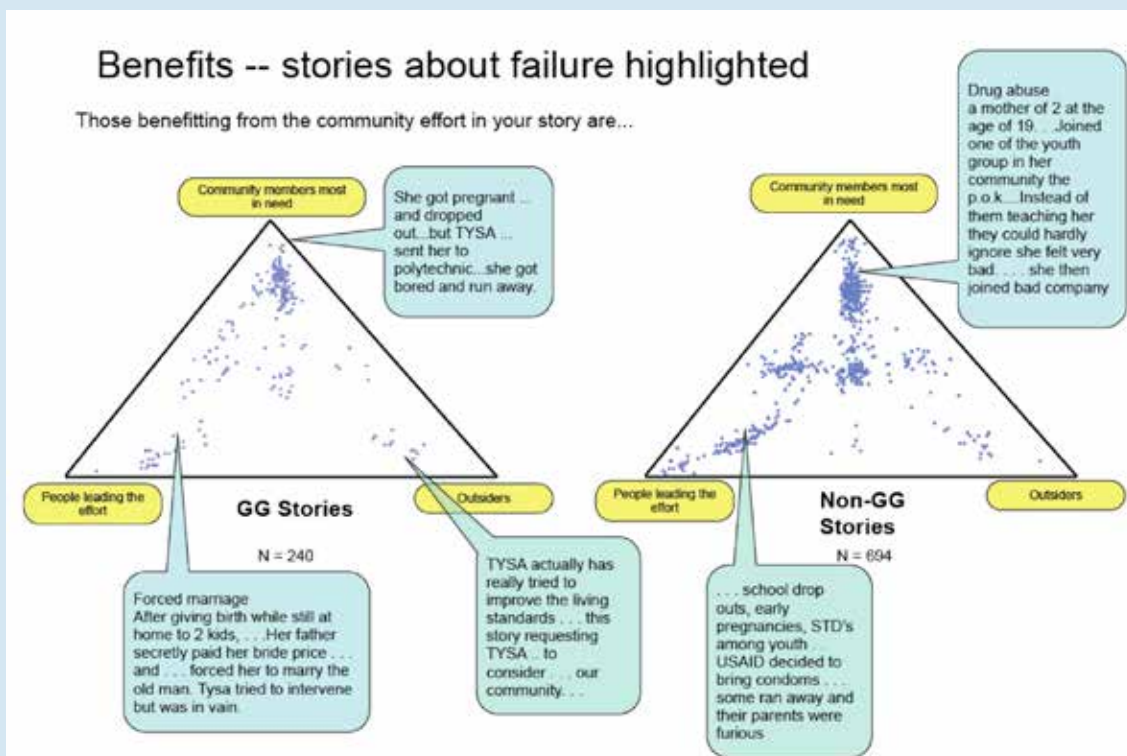 Benefits -- stories about failure highlighted
Those benefitting from the community effort in your story are...
Community members most
in need
She got pregnant ...
and dropped
out...but TYSA ...
sent her to
polytechnic...she got
bored and run away.
People leading the
effort
GG Stories
Outsiders
N = 240
Forced marriage
After giving birth while still at
home to 2 kids, . . .Her father
secretly paid her bride price . . .
and . . . forced her to marry the
old man. Tysa tried to intervene
but was in vain.
TYSA actually has
really tried to
improve the living
standards . . . this
story requesting
TYSA .. to
consider . . . our
community. . .
Community members most
in need
Drug abuse
a mother of 2 at the
age of 19. . .Joined
one of the youth
group in her
community the
p.o.k....Instead of
them teaching her
they could hardly
ignore she felt very
bad. . . . she then
joined bad company
People leading the
effort
Non-GG
Stories
Outsiders
N = 694
. . . school drop
outs, early
pregnancies, STD's
among youth . .
USAID decided to
bring condoms . . .
some ran away and
their parents were
furious